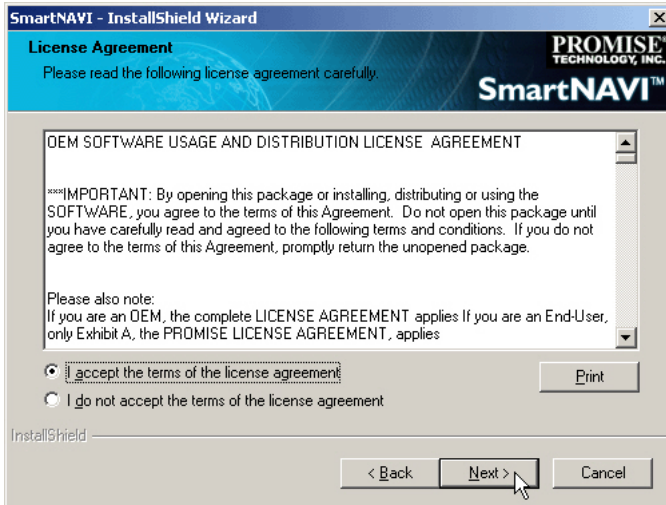 SmartNAVI - InstallShield Wizard
License Agreement
Please read the following license agreement carefully.
PROMISE®
TECHNOLOGY, INC.
SmartNAVI™
OEM SOFTWARE USAGE AND DISTRIBUTION LICENSE  AGREEMENT
***IMPORTANT: By opening this package or installing, distributing or using the
SOFTWARE, you agree to the terms of this Agreement.  Do not open this package until
you have carefully read and agreed to the following terms and conditions.  If you do not
agree to the terms of this Agreement, promptly return the unopened package.
Please also note:
If you are an OEM, the complete LICENSE AGREEMENT applies If you are an End-User,
only Exhibit A, the PROMISE LICENSE AGREEMENT, applies
I accept the terms of the license agreement
Print
I do not accept the terms of the license agreement
InstallShield
< Back
Next >
Cancel